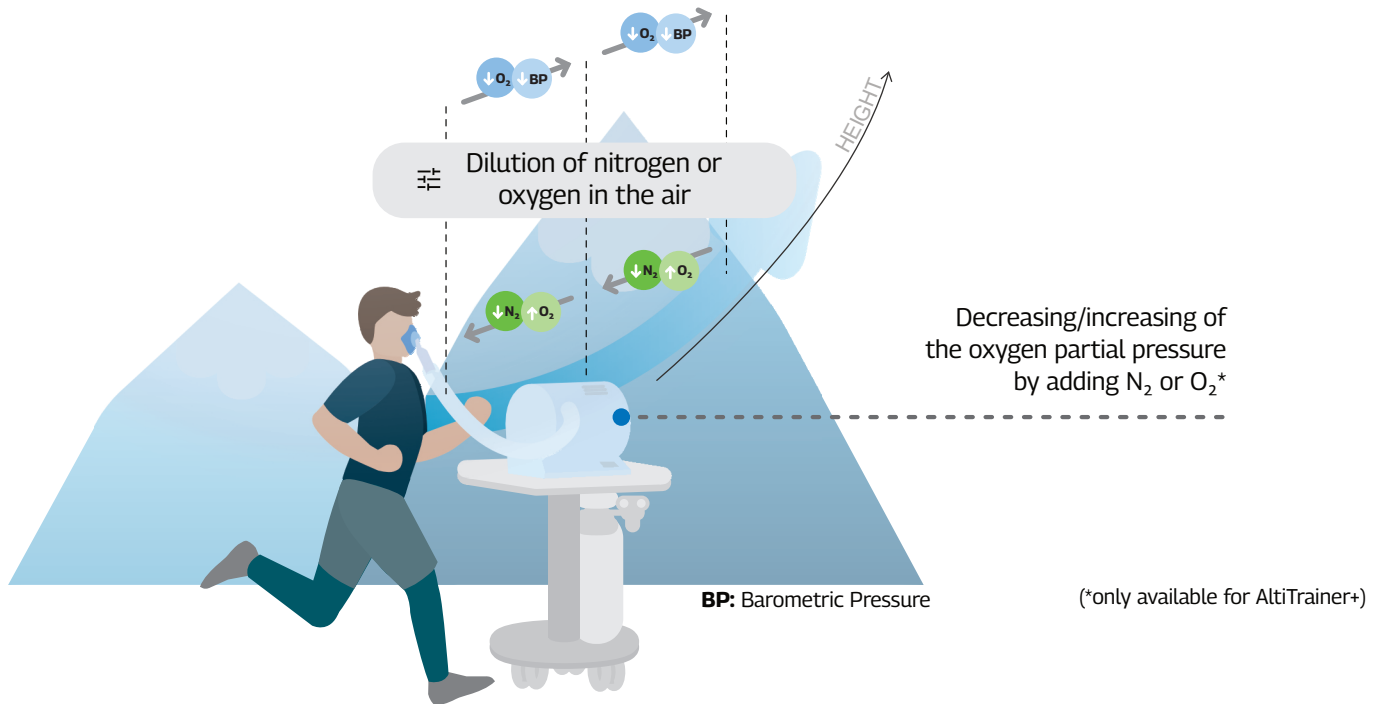 ↓O₂ ↓BP
↓O₂ ↓BP
HEIGHT
Dilution of nitrogen or
oxygen in the air
↓N₂ ↑O₂
↓N₂ ↑O₂
Decreasing/increasing of
the oxygen partial pressure
by adding N₂ or O₂*
BP: Barometric Pressure
(*only available for AltiTrainer+)